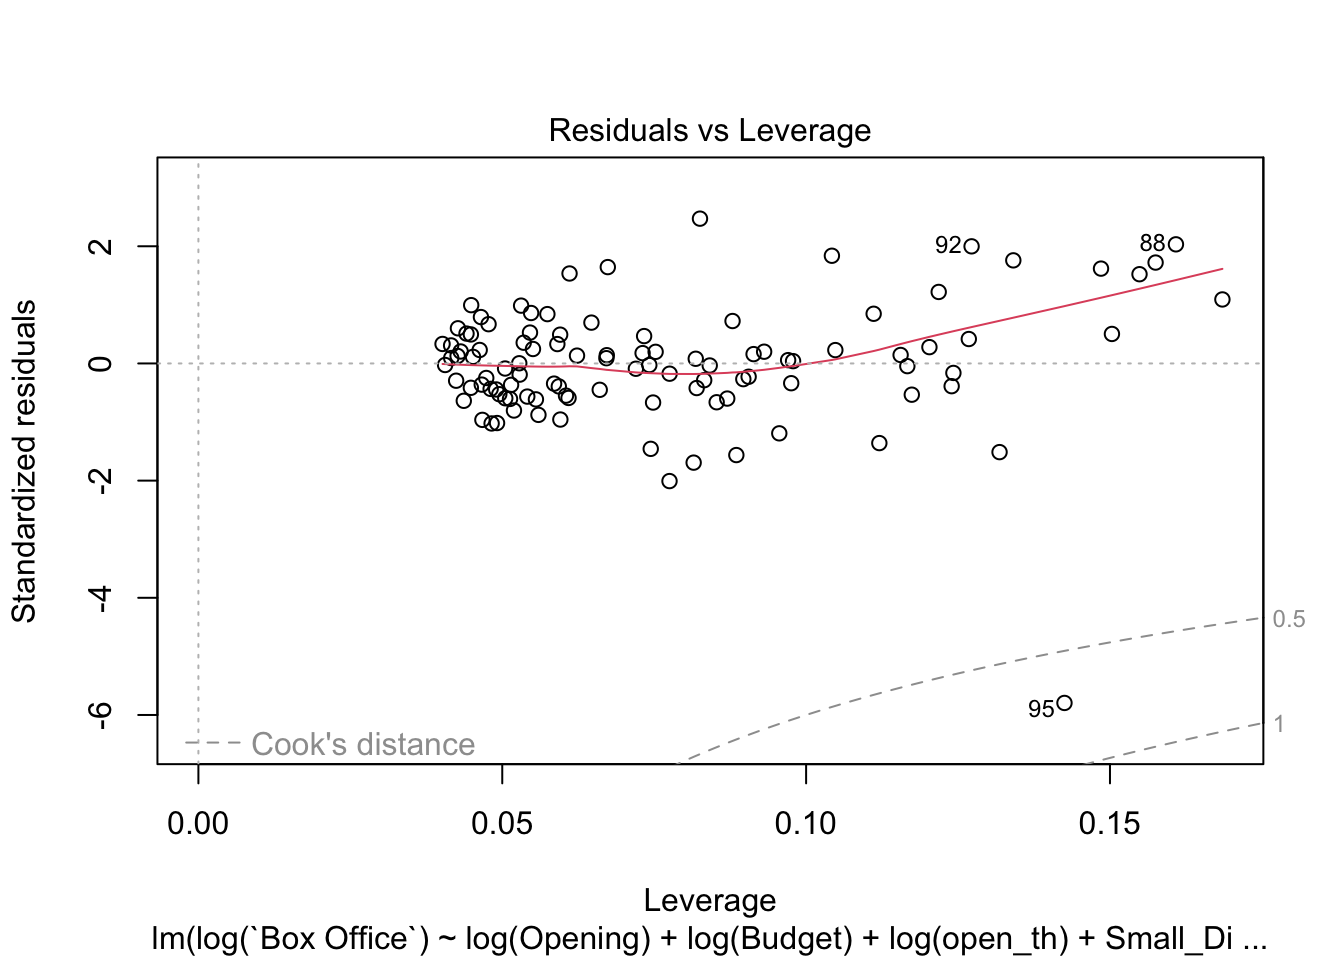 Residuals vs Leverage
Standardized residuals
2
0
-2
-4
-6
92
88
95
0.5
1
Cook's distance
0.00 0.05 0.10 0.15
Leverage
lm(log(`Box Office`) ~ log(Opening) + log(Budget) + log(open_th) + Small_Di ...